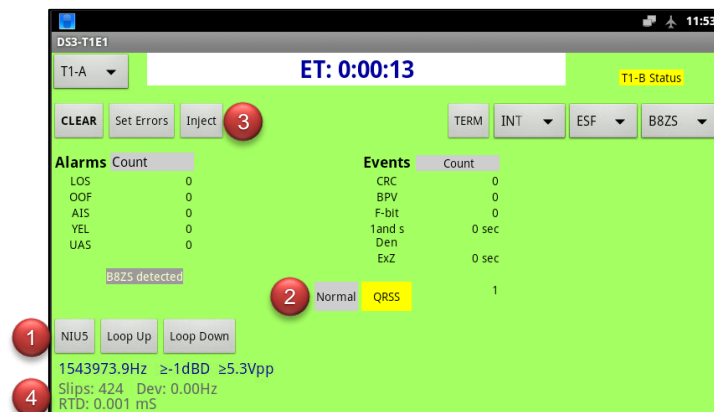 11:53
DS3-T1E1
T1-A
ET: 0:00:13
T1-B Status
CLEAR Set Errors Inject 3 TERM INT ESF B8ZS
Alarms Count
LOS 0
OOF 0
AIS 0
YEL 0
UAS 0
B8ZS detected
Events Count
CRC 0
BPV 0
F-bit 0
1and s 0 sec
Den
ExZ 0 sec
2 Normal QRSS 1
1 NIU5 Loop Up Loop Down
1543973.9Hz ≥-1dBD ≥5.3Vpp
4 Slips: 424 Dev: 0.00Hz
RTD: 0.001 mS